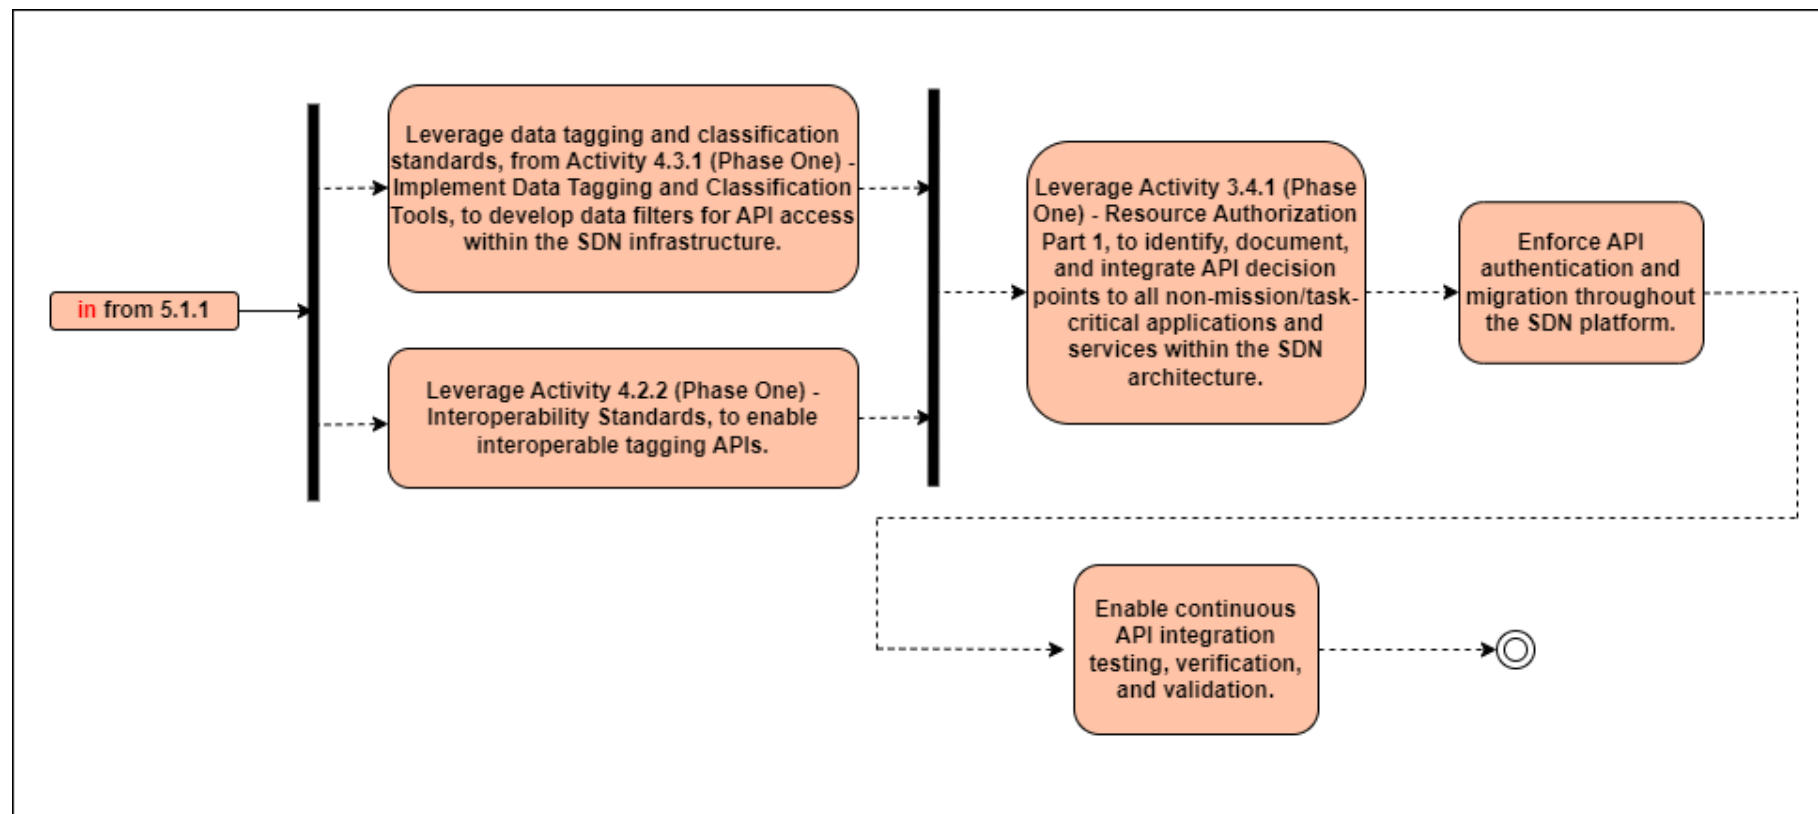 in from 5.1.1
Leverage data tagging and classification
standards, from Activity 4.3.1 (Phase One) -
Implement Data Tagging and Classification
Tools, to develop data filters for API access
within the SDN infrastructure.
Leverage Activity 4.2.2 (Phase One) -
Interoperability Standards, to enable
interoperable tagging APIs.
Leverage Activity 3.4.1 (Phase
One) - Resource Authorization
Part 1, to identify, document,
and integrate API decision
points to all non-mission/task-
critical applications and
services within the SDN
architecture.
Enforce API
authentication and
migration throughout
the SDN platform.
Enable continuous
API integration
testing, verification,
and validation.